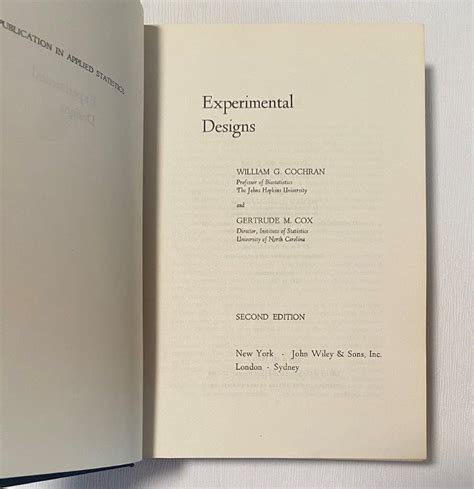 PUBLICATION IN APPLIED STATISTICS
Experimental
Designs
WILLIAM G. COCHRAN
Professor of Biostatistics
The Johns Hopkins University
and
GERTRUDE M. COX
Director, Institute of Statistics
University of North Carolina
SECOND EDITION
New York · John Wiley & Sons, Inc.
London · Sydney